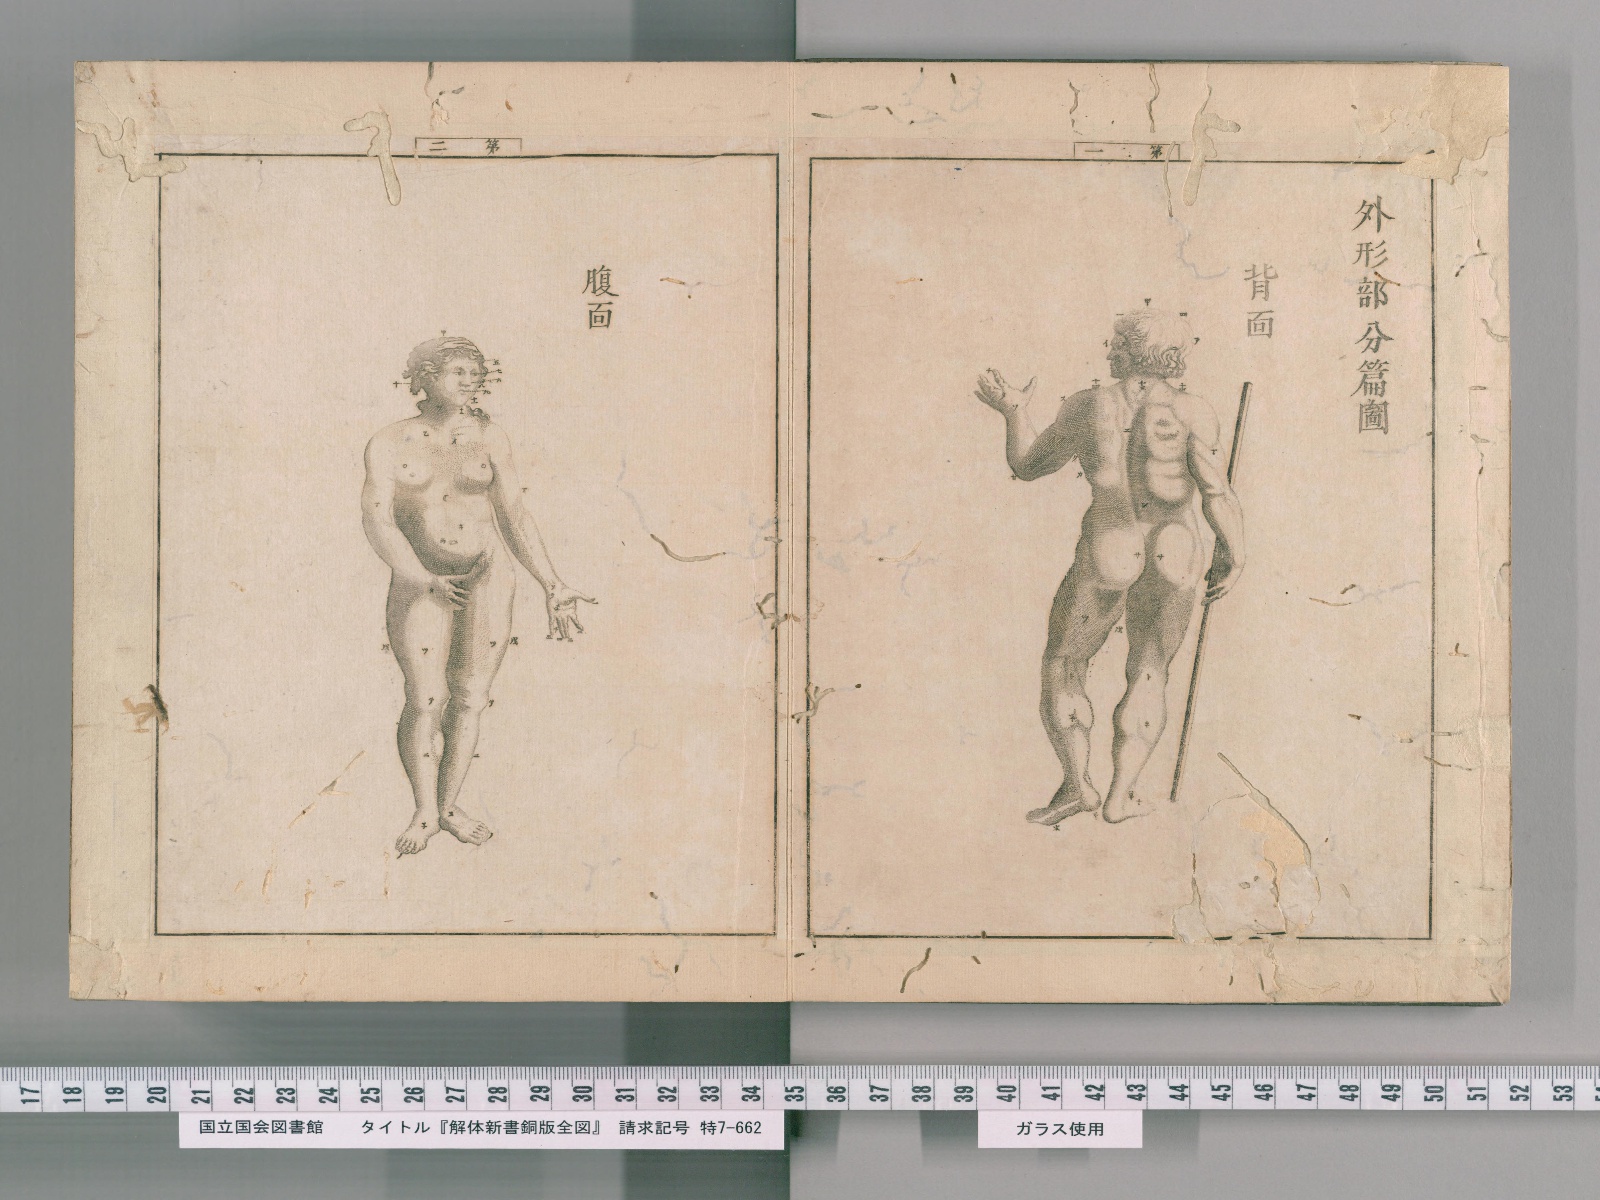 第一
外形部分篇圖
背面
第二
腹面
17 18 19 20 21 22 23 24 25 26 27 28 29 30 31 32 33 34 35 36 37 38 39 40 41 42 43 44 45 46 47 48 49 50 51 52 53
国立国会図書館　タイトル『解体新書銅版全図』　請求記号 特7-662
ガラス使用